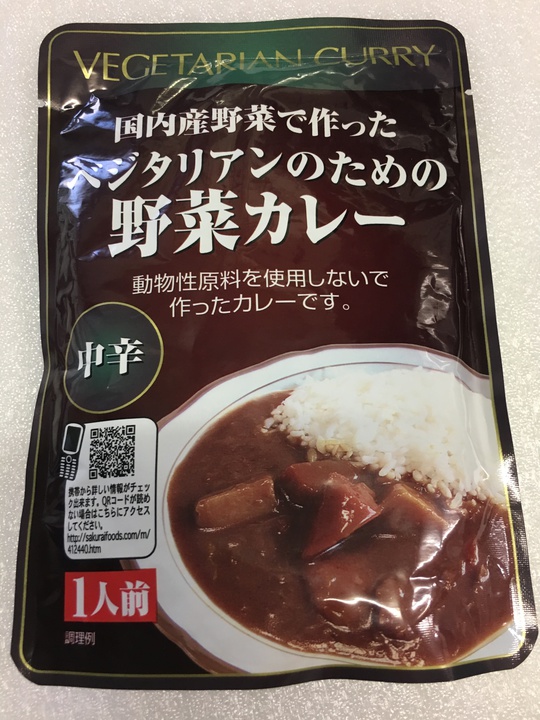 VEGETARIAN CURRY
国内産野菜で作った
ベジタリアンのための
野菜カレー
動物性原料を使用しないで
作ったカレーです。
中辛
携帯から詳しい情報がチェッ
ク出来ます。QRコードが読め
ない場合はこちらにアクセス
してください。
http://sakuraifoods.com/m/
412440.htm
1人前
調理例